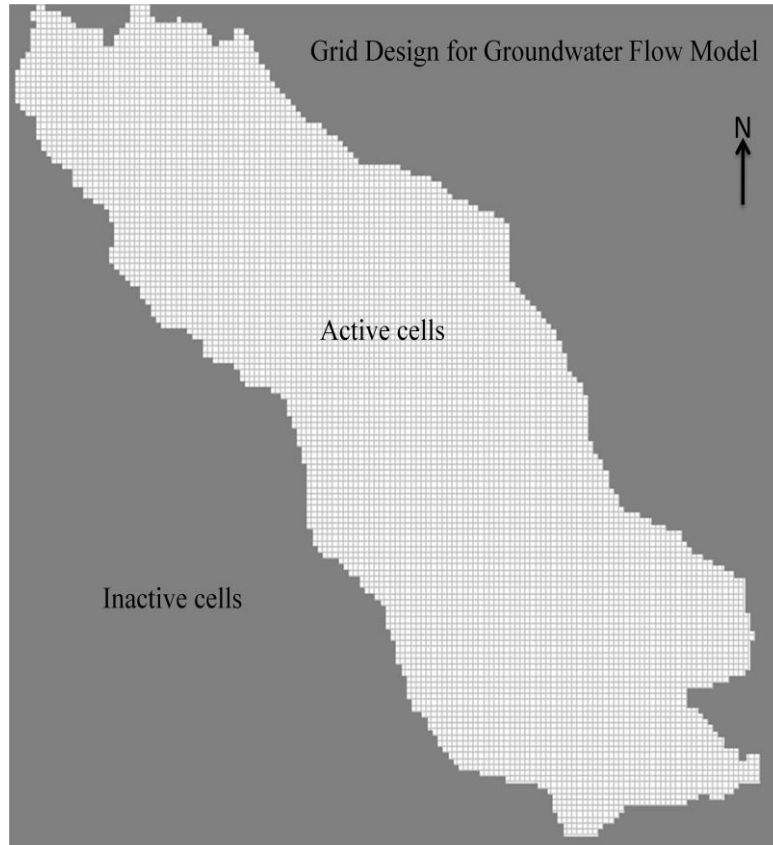 Grid Design for Groundwater Flow Model
N
Active cells
Inactive cells